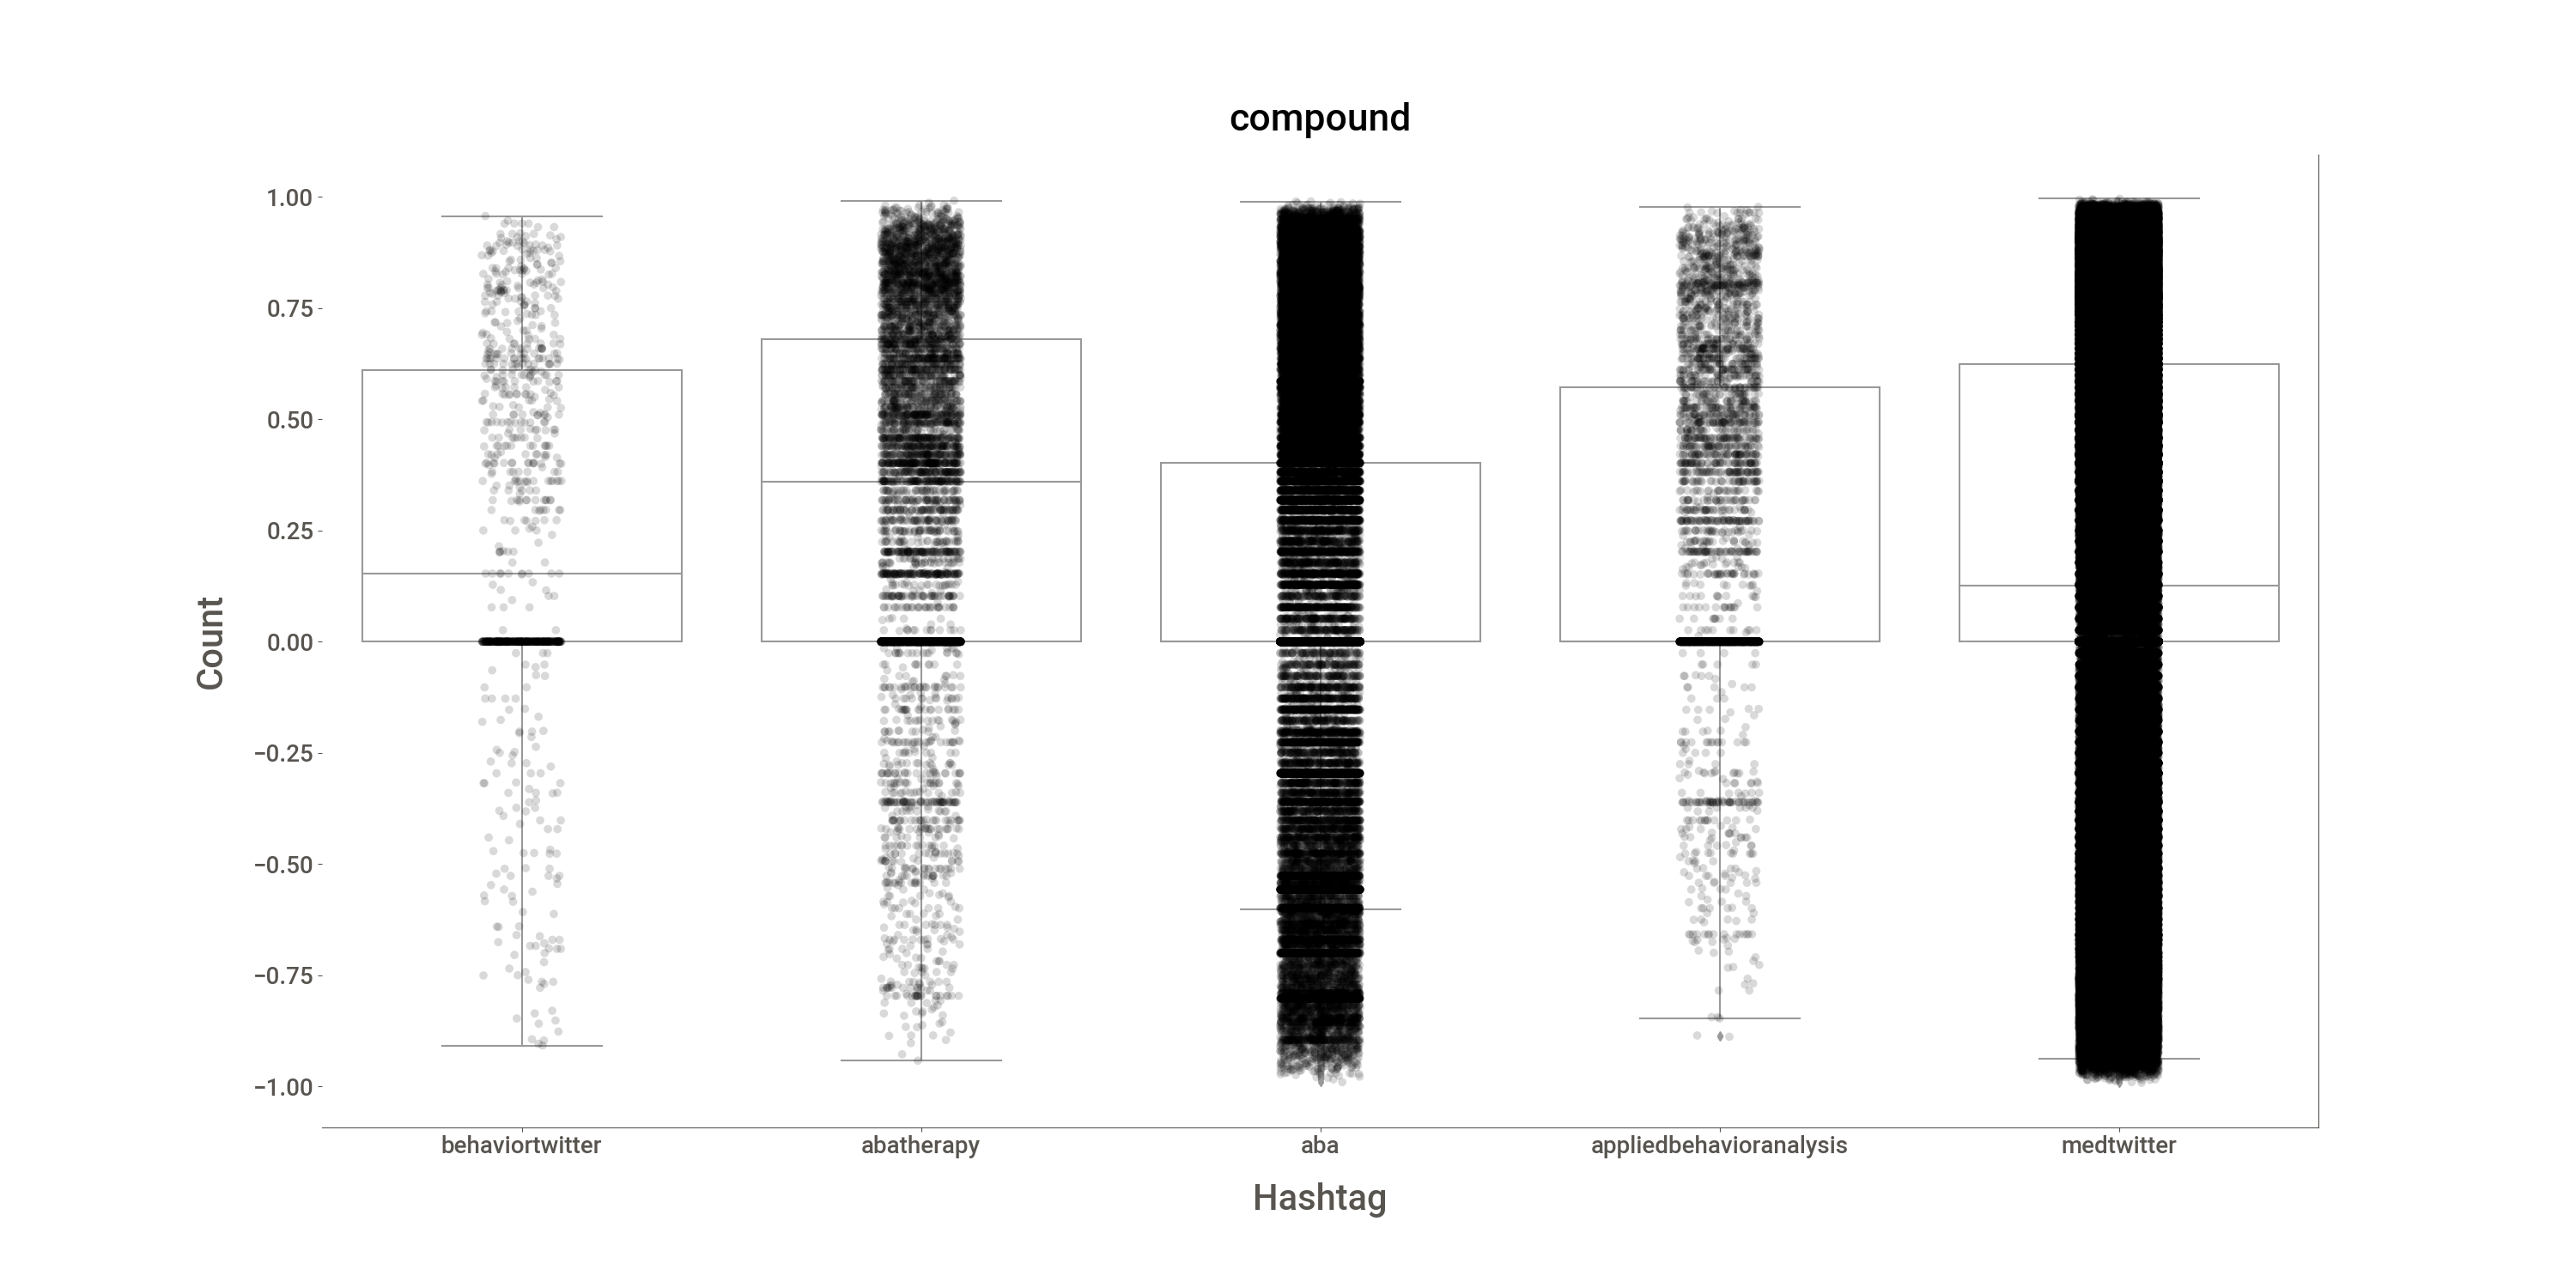 compound
1.00
0.75
0.50
0.25
0.00
−0.25
−0.50
−0.75
−1.00
Count
behaviortwitter
abatherapy
aba
appliedbehavioranalysis
medtwitter
Hashtag